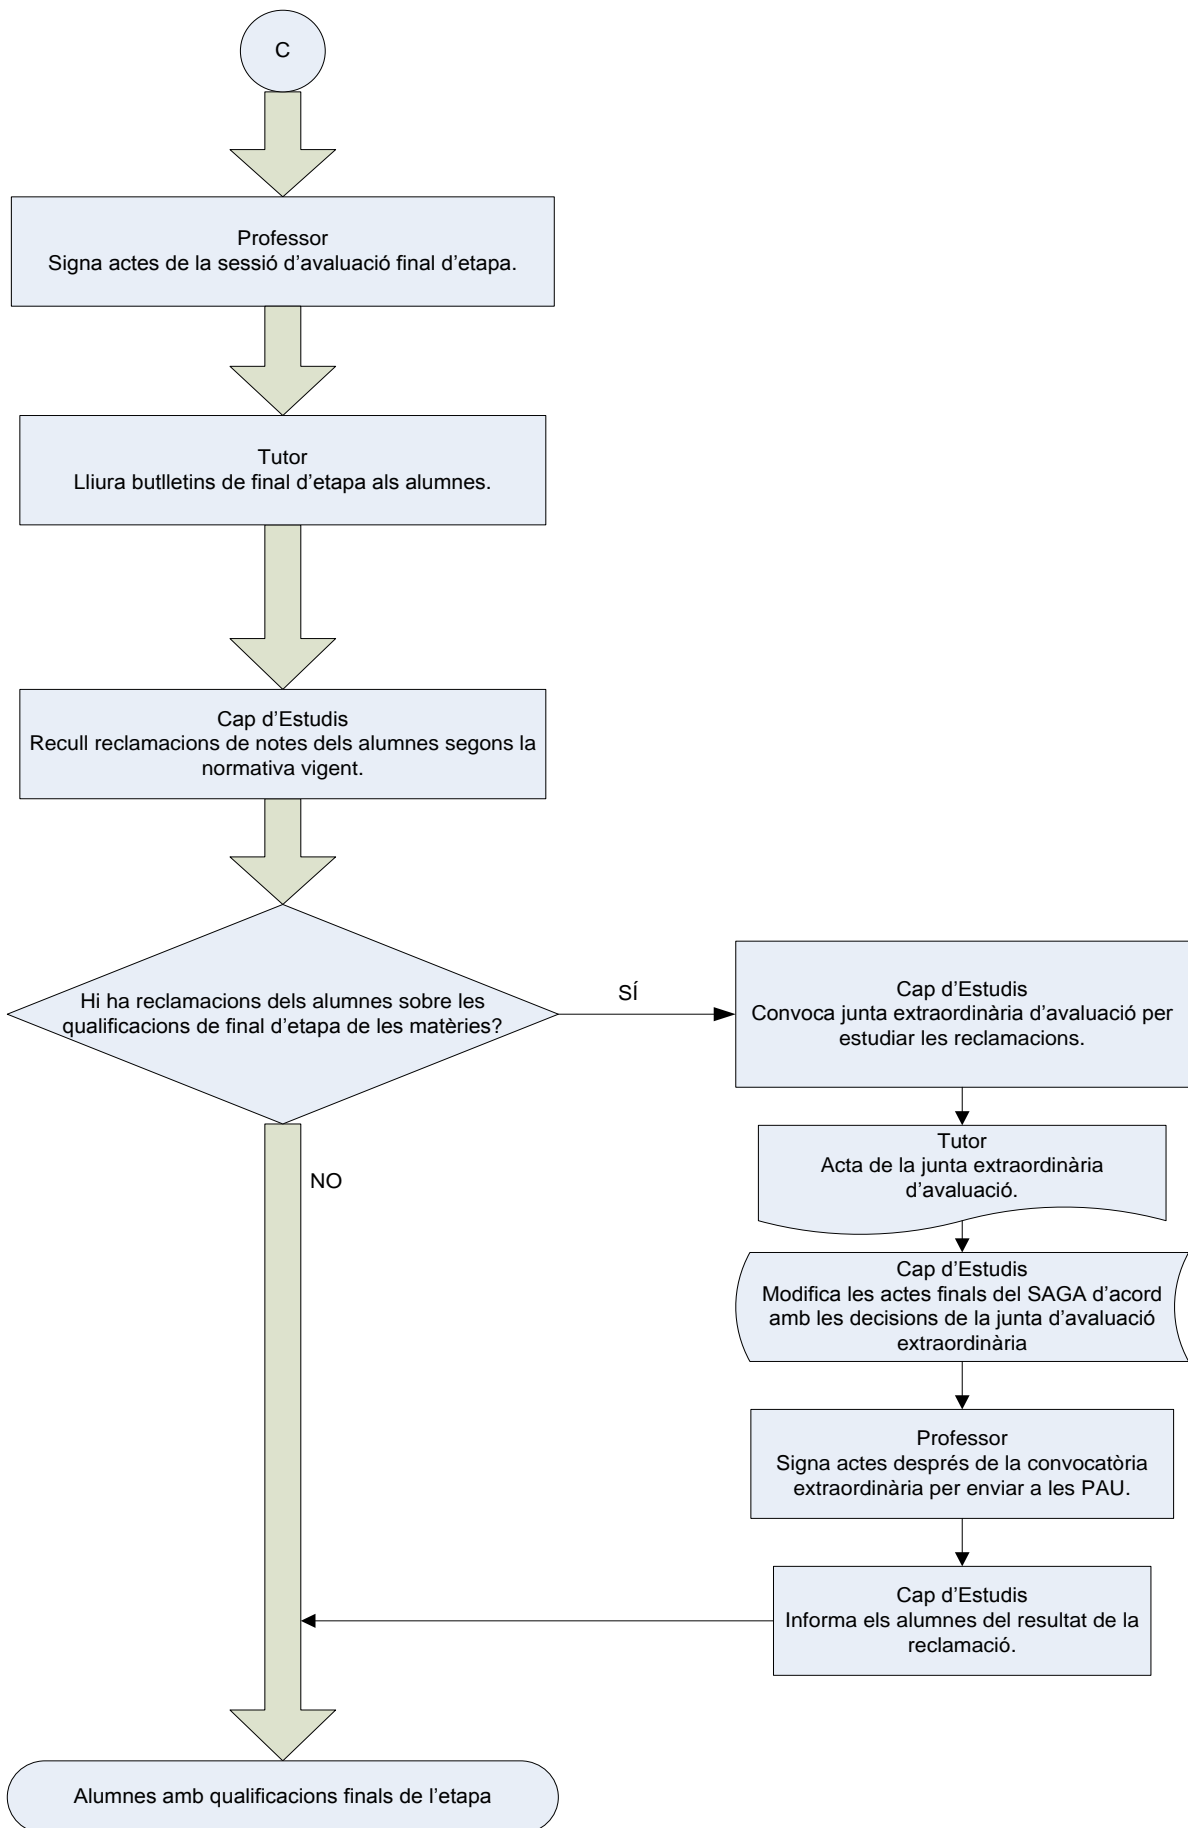 C
Professor
Signa actes de la sessió d’avaluació final d’etapa.
Tutor
Lliura butlletins de final d’etapa als alumnes.
Cap d’Estudis
Recull reclamacions de notes dels alumnes segons la
normativa vigent.
Hi ha reclamacions dels alumnes sobre les
qualificacions de final d’etapa de les matèries?
SÍ
Cap d’Estudis
Convoca junta extraordinària d’avaluació per
estudiar les reclamacions.
Tutor
Acta de la junta extraordinària
d’avaluació.
NO
Cap d’Estudis
Modifica les actes finals del SAGA d’acord
amb les decisions de la junta d’avaluació
extraordinària
Professor
Signa actes després de la convocatòria
extraordinària per enviar a les PAU.
Cap d’Estudis
Informa els alumnes del resultat de la
reclamació.
Alumnes amb qualificacions finals de l’etapa